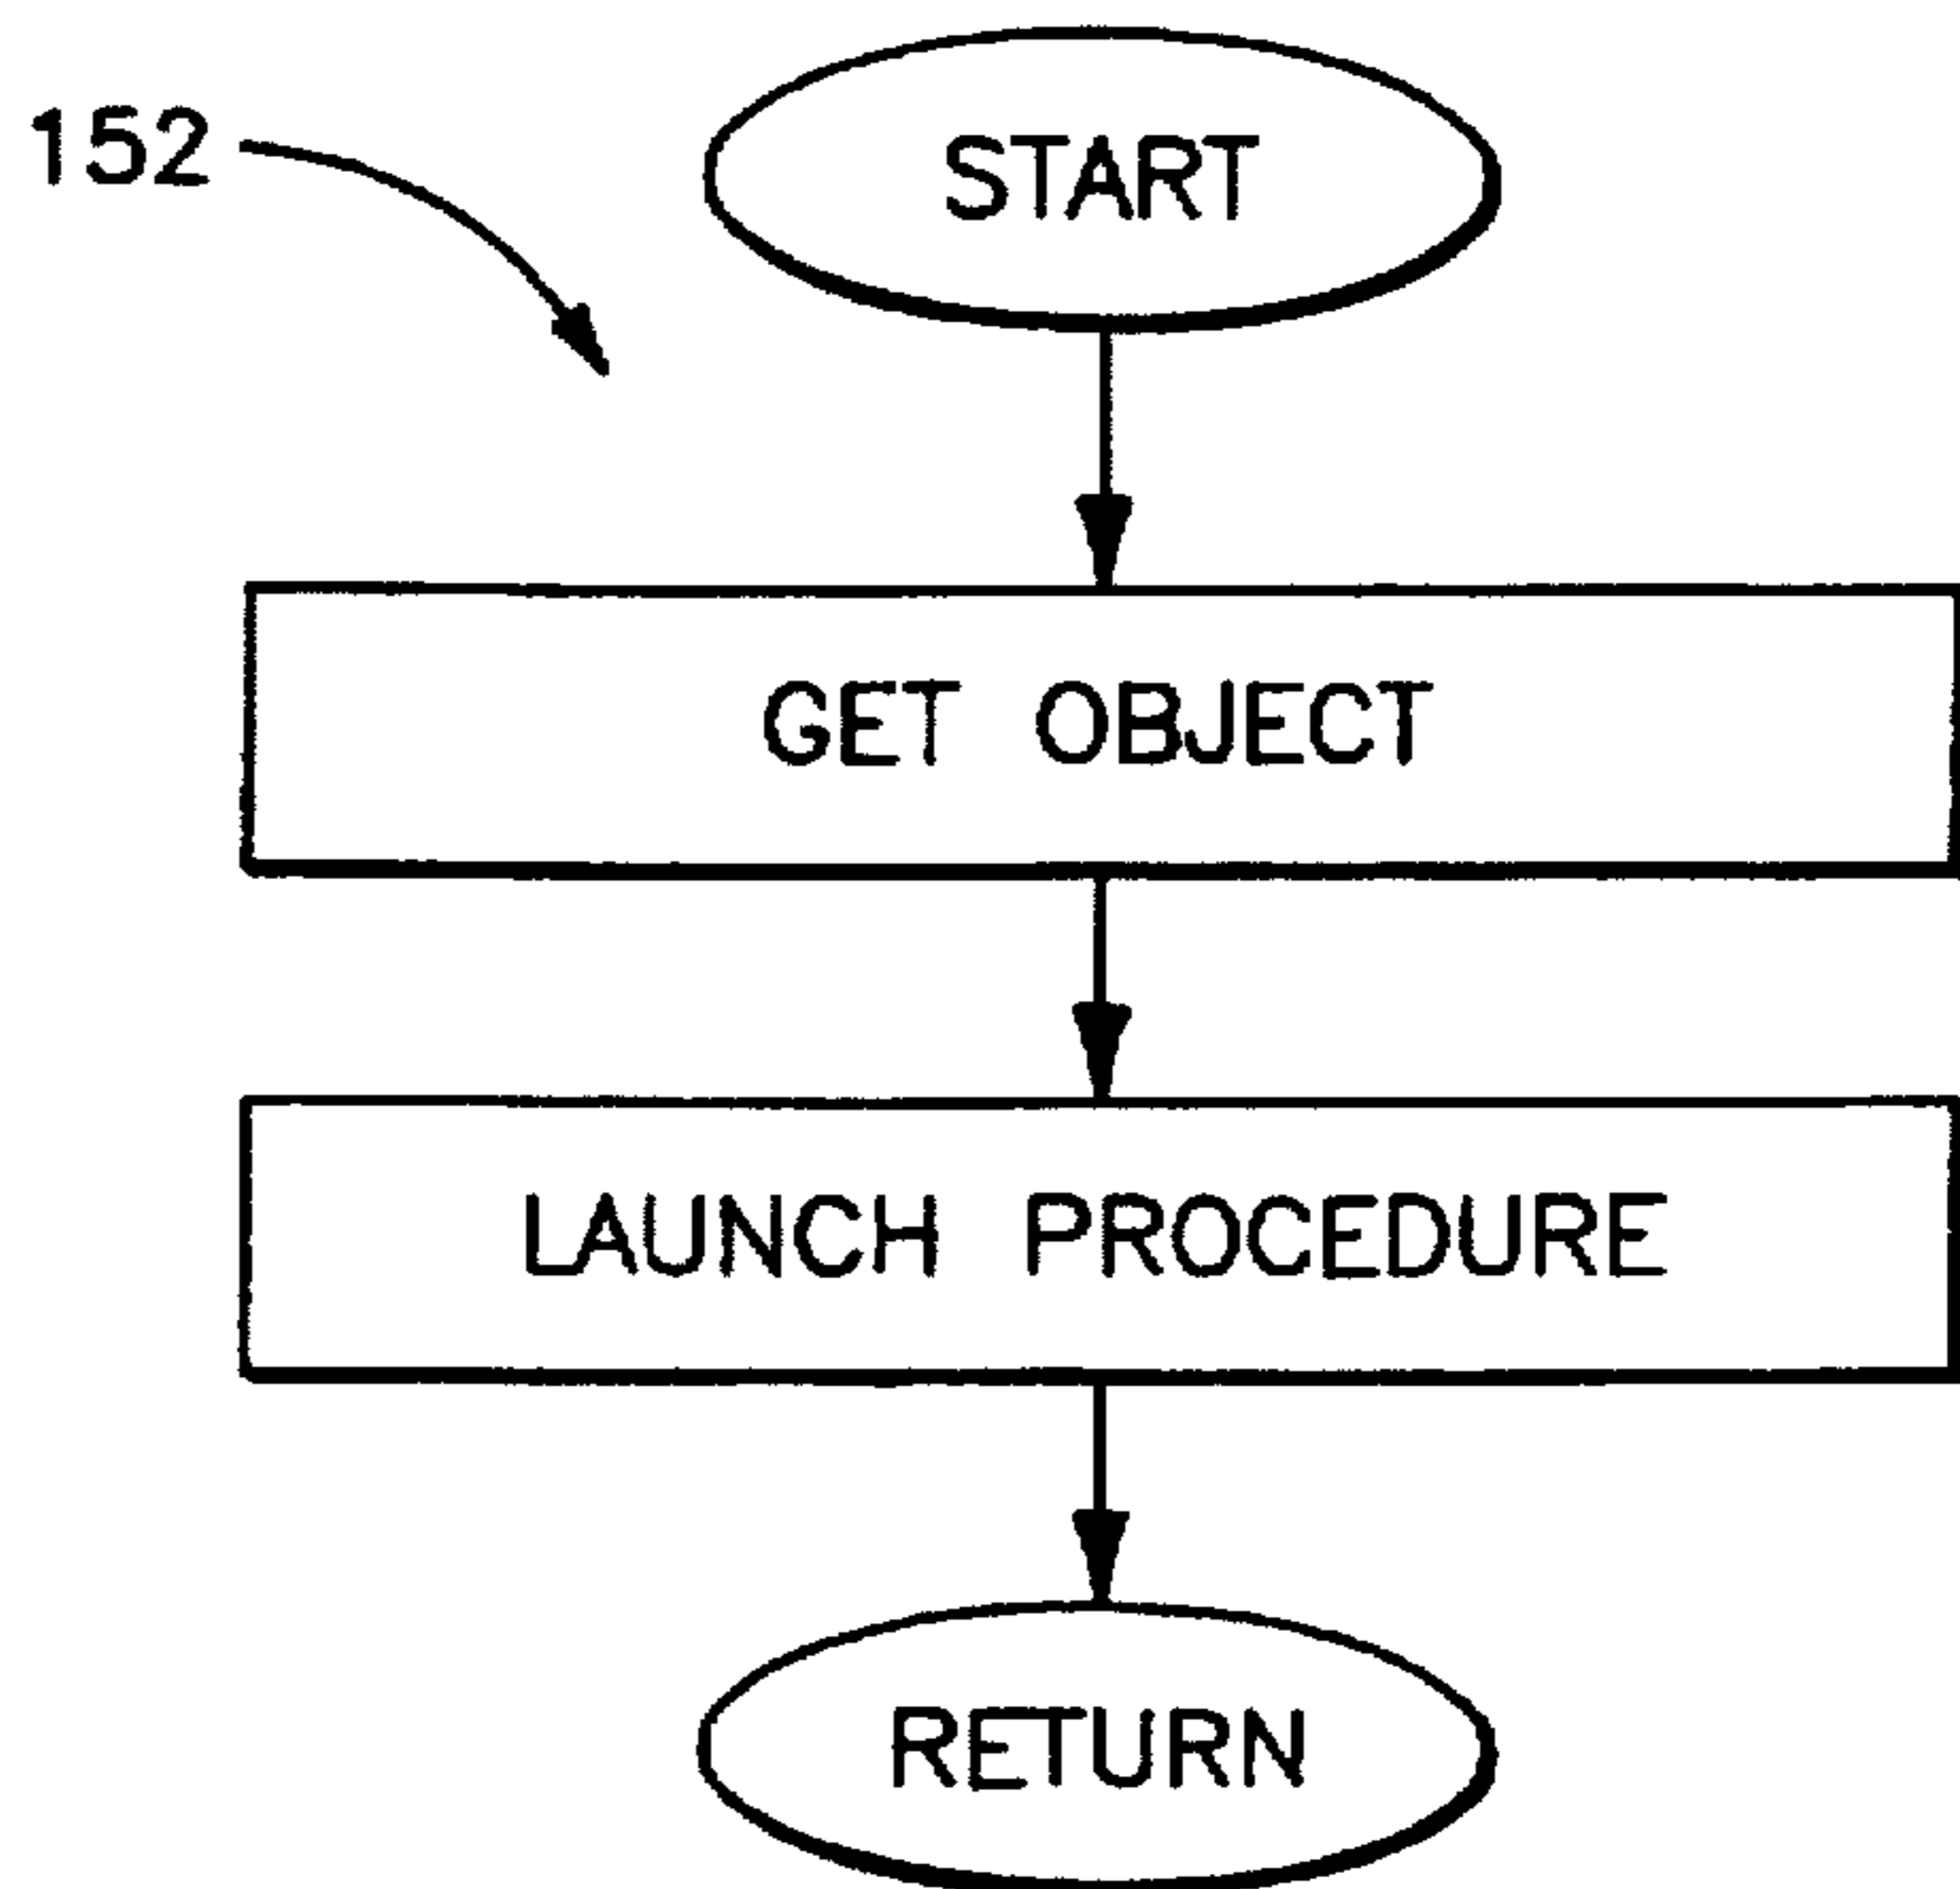 152
START
GET OBJECT
LAUNCH PROCEDURE
RETURN